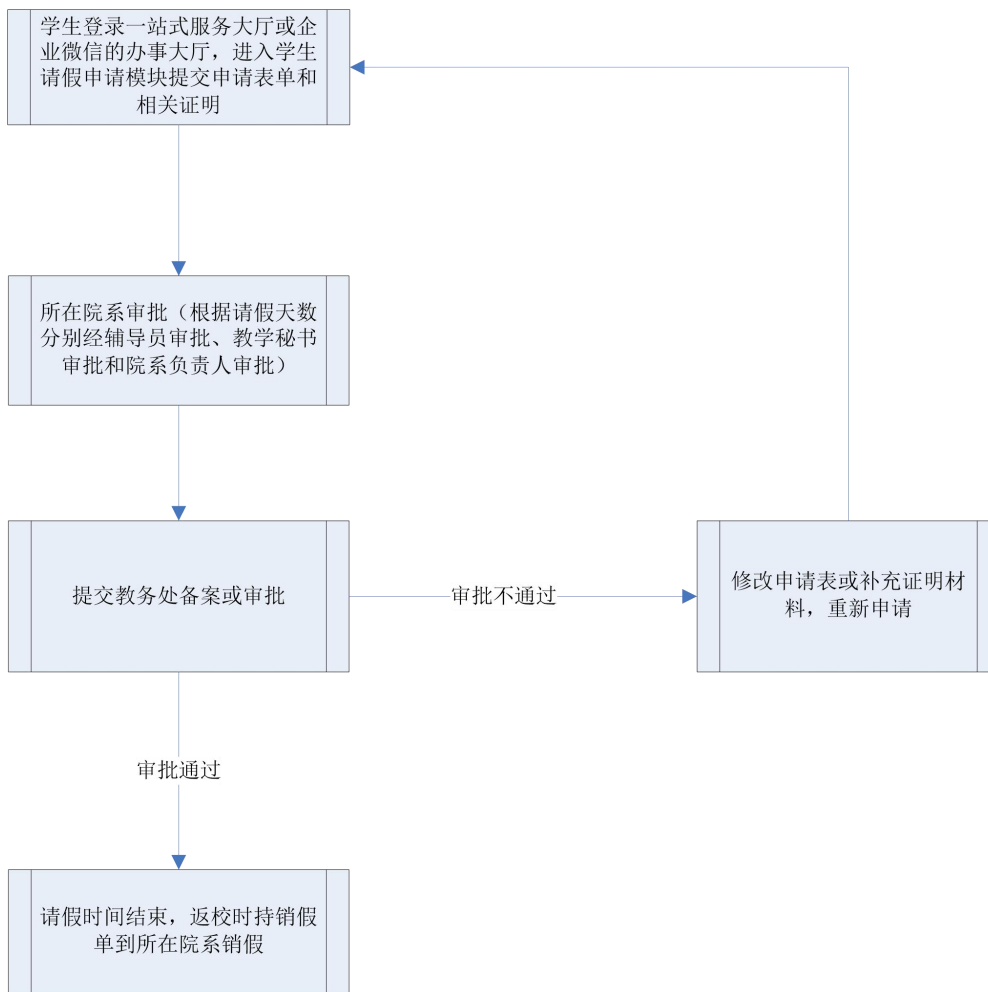 学生登录一站式服务大厅或企
业微信的办事大厅，进入学生
请假申请模块提交申请表单和
相关证明
所在院系审批（根据请假天数
分别经辅导员审批、教学秘书
审批和院系负责人审批）
提交教务处备案或审批
审批不通过
修改申请表或补充证明材
料，重新申请
审批通过
请假时间结束，返校时持销假
单到所在院系销假